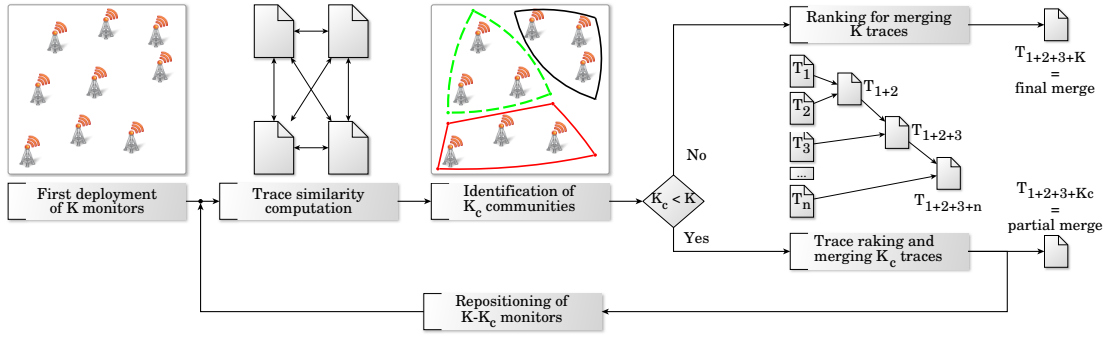 Ranking for merging
K traces
T1+2+3+K
=
final merge
T1
T2
T3
...
Tn
T1+2
T1+2+3
T1+2+3+n
First deployment
of K monitors
Trace similarity
computation
Identification of
Kc communities
No
Kc < K
Yes
T1+2+3+Kc
=
partial merge
Trace raking and
merging Kc traces
Repositioning of
K-Kc monitors